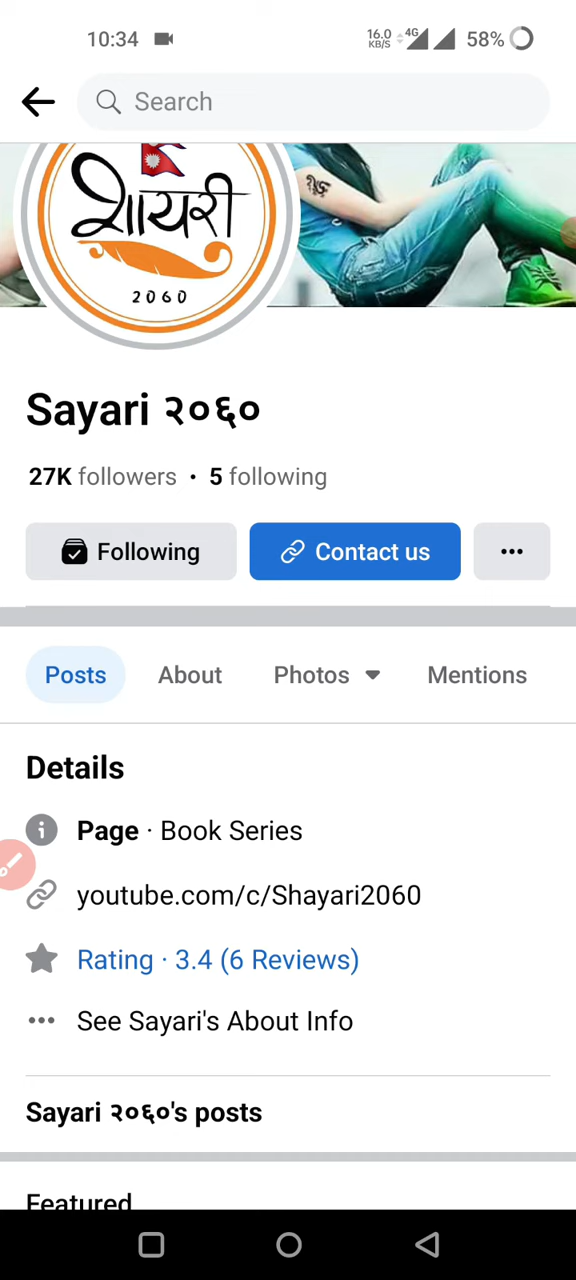 10:34
16.0 KB/S 4G 58%
Search
शायरी
2060
Sayari २०६०
27K followers • 5 following
Following
Contact us
Posts About Photos Mentions
Details
Page · Book Series
youtube.com/c/Shayari2060
Rating · 3.4 (6 Reviews)
See Sayari's About Info
Sayari २०६०'s posts
Featured